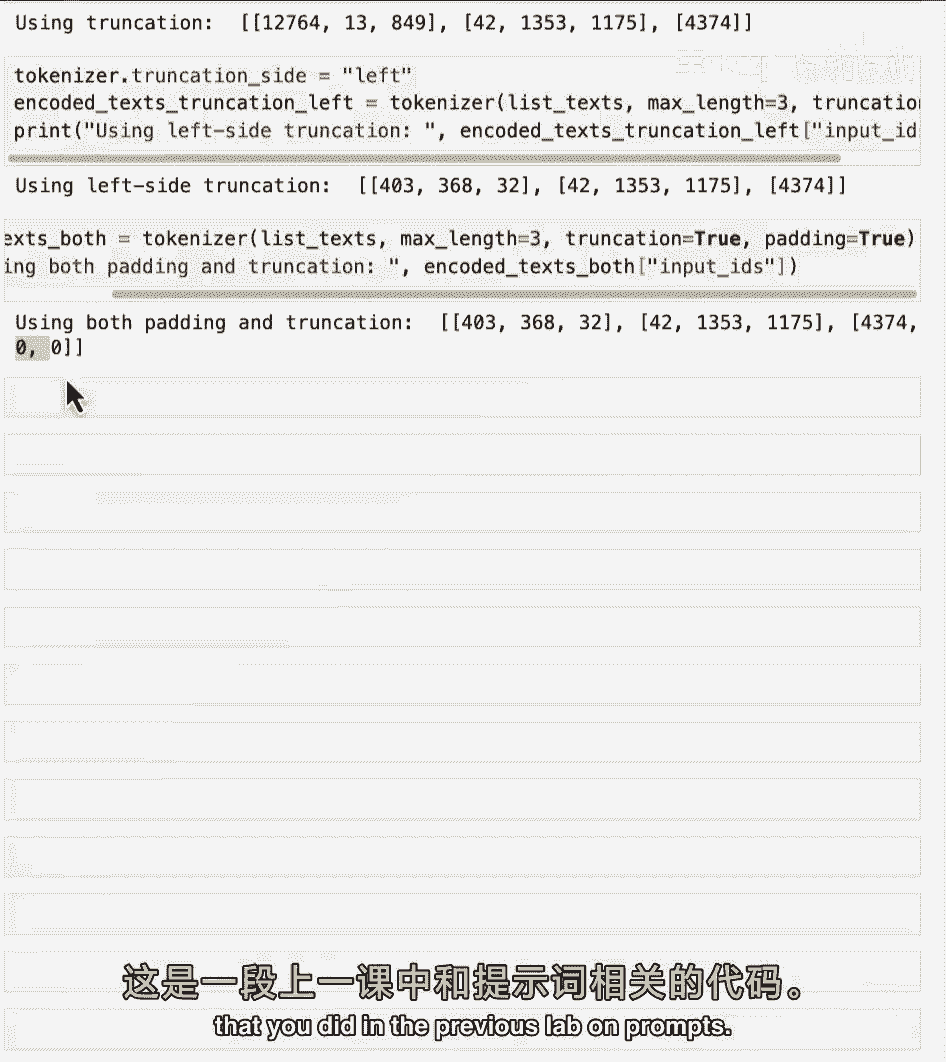 Using truncation:  [[12764, 13, 849], [42, 1353, 1175], [4374]]
tokenizer.truncation_side = "left"
encoded_texts_truncation_left = tokenizer(list_texts, max_length=3, truncatio
print("Using left-side truncation: ", encoded_texts_truncation_left["input_id
Using left-side truncation:  [[403, 368, 32], [42, 1353, 1175], [4374]]
exts_both = tokenizer(list_texts, max_length=3, truncation=True, padding=True)
ing both padding and truncation: ", encoded_texts_both["input_ids"])
Using both padding and truncation:  [[403, 368, 32], [42, 1353, 1175], [4374,
0, 0]]
这是一段上一课中和提示词相关的代码。
that you did in the previous lab on prompts.